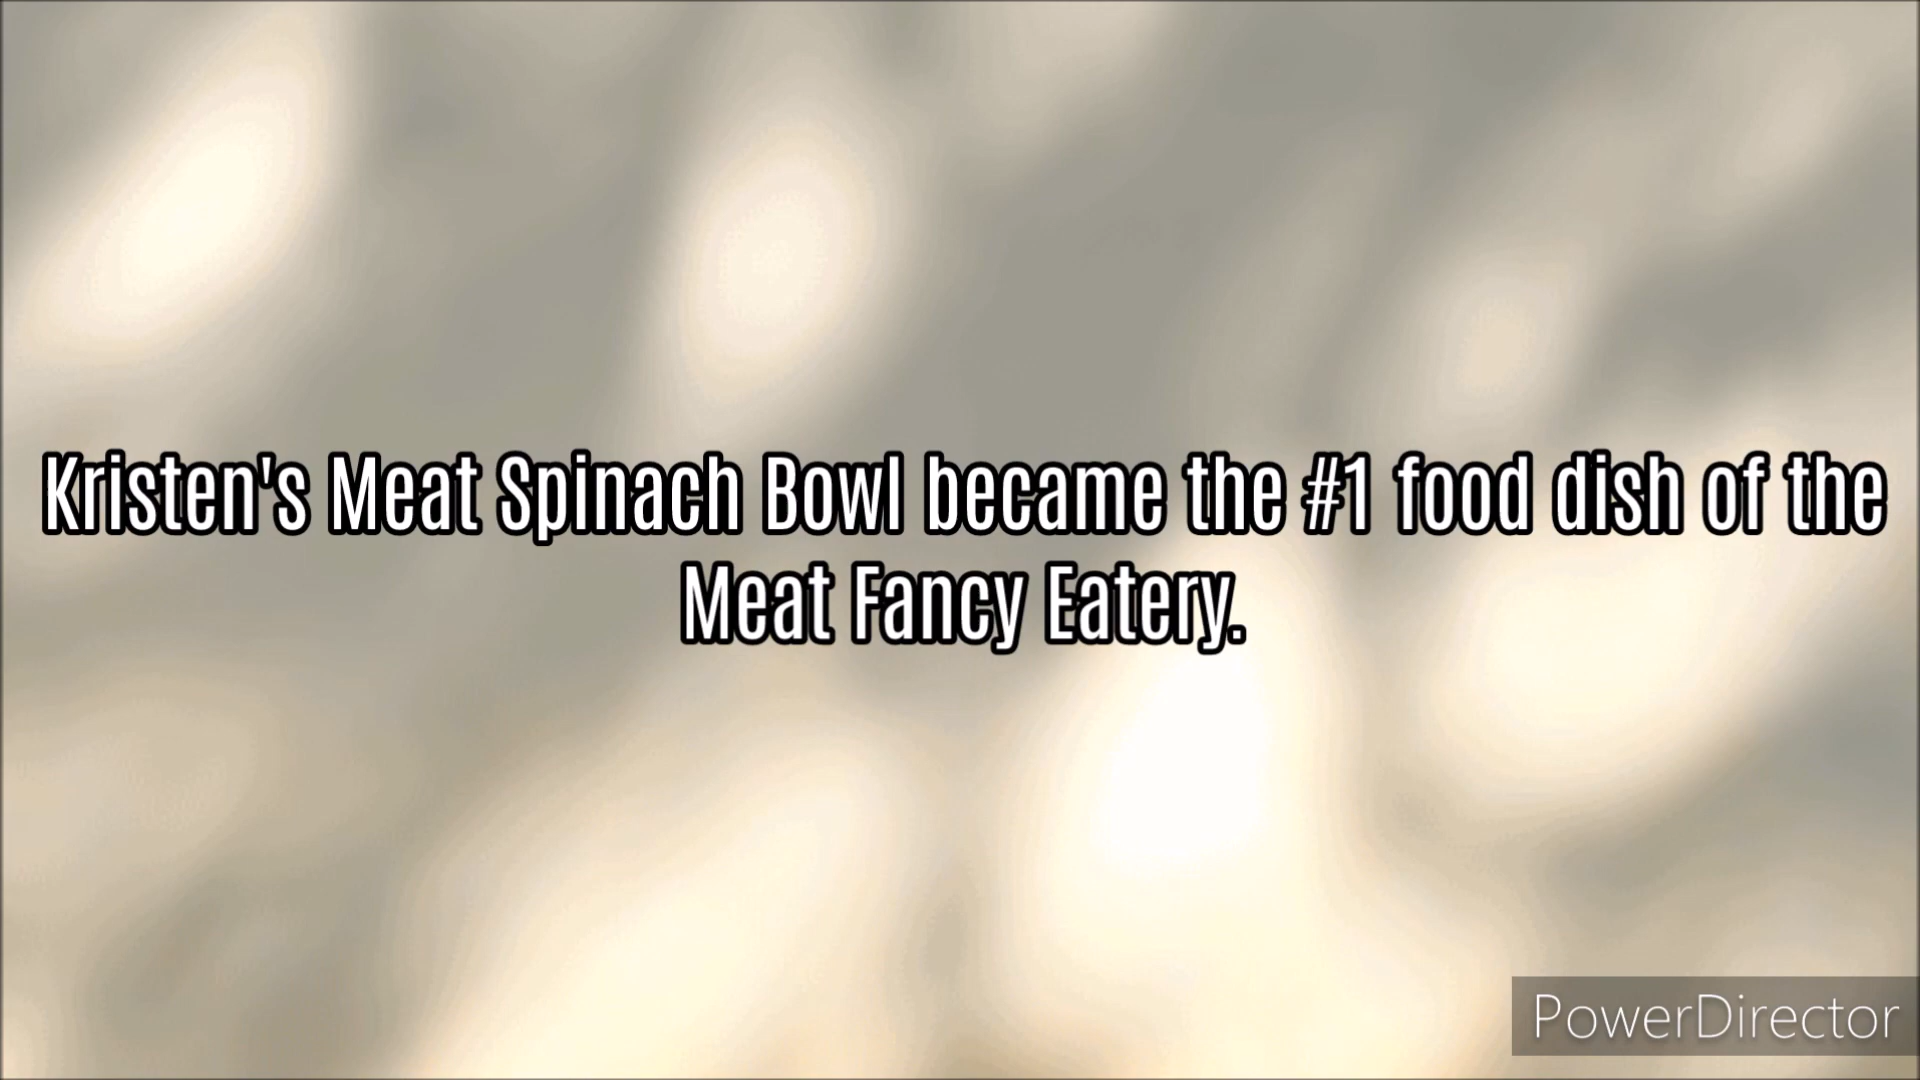 Kristen's Meat Spinach Bowl became the #1 food dish of the
Meat Fancy Eatery.
PowerDirector